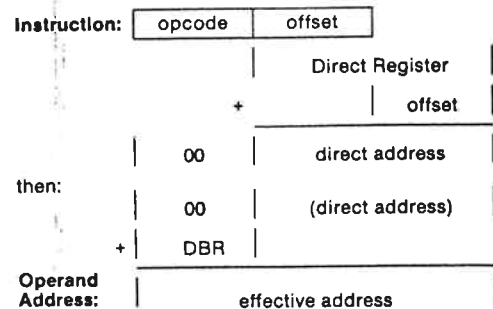 Instruction: opcode offset
Direct Register
+ offset
00 direct address
then:
00 (direct address)
+ DBR
Operand
Address: effective address